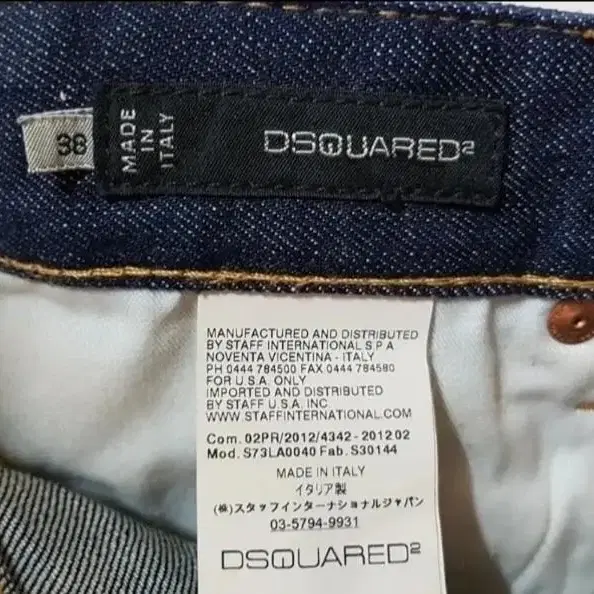 38
MADE
IN
ITALY
DSQUARED²
MANUFACTURED AND DISTRIBUTED
BY STAFF INTERNATIONAL S P A
NOVENTA VICENTINA - ITALY
PH 0444 784500 FAX 0444 784580
FOR U.S.A. ONLY
IMPORTED AND DISTRIBUTED
BY STAFF U.S.A. INC.
WWW.STAFFINTERNATIONAL.COM
Com. 02PR/2012/4342 - 2012 02
Mod. S73LA0040 Fab. S30144
MADE IN ITALY
イタリア製
(株)スタッフインターナショナルジャパン
03-5794-9931
DSQUARED²